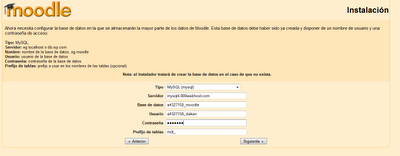 moodle
Instalación
Ahora necesita configurar la base de datos en la que se almacenarán la mayor parte de los datos de Moodle. Esta base de datos debe haber sido ya creada y disponer de un nombre de usuario y una contraseña de acceso.
Tipo: MySQL
Servidor: eg localhost o db.isp.com
Nombre: nombre de la base de datos, eg moodle
Usuario: usuario de la base de datos
Contraseña: contraseña de la base de datos
Prefijo de tablas: prefijo a usar en los nombres de las tablas (opcional)
Nota: el instalador tratará de crear la base de datos en el caso de que no exista.
Tipo MySQL (mysql)
Servidor mysql4.000webhost.com
Base de datos a4327158_moodle
Usuario
Contraseña
Prefijo de tablas mdl_
« Anterior Siguiente »